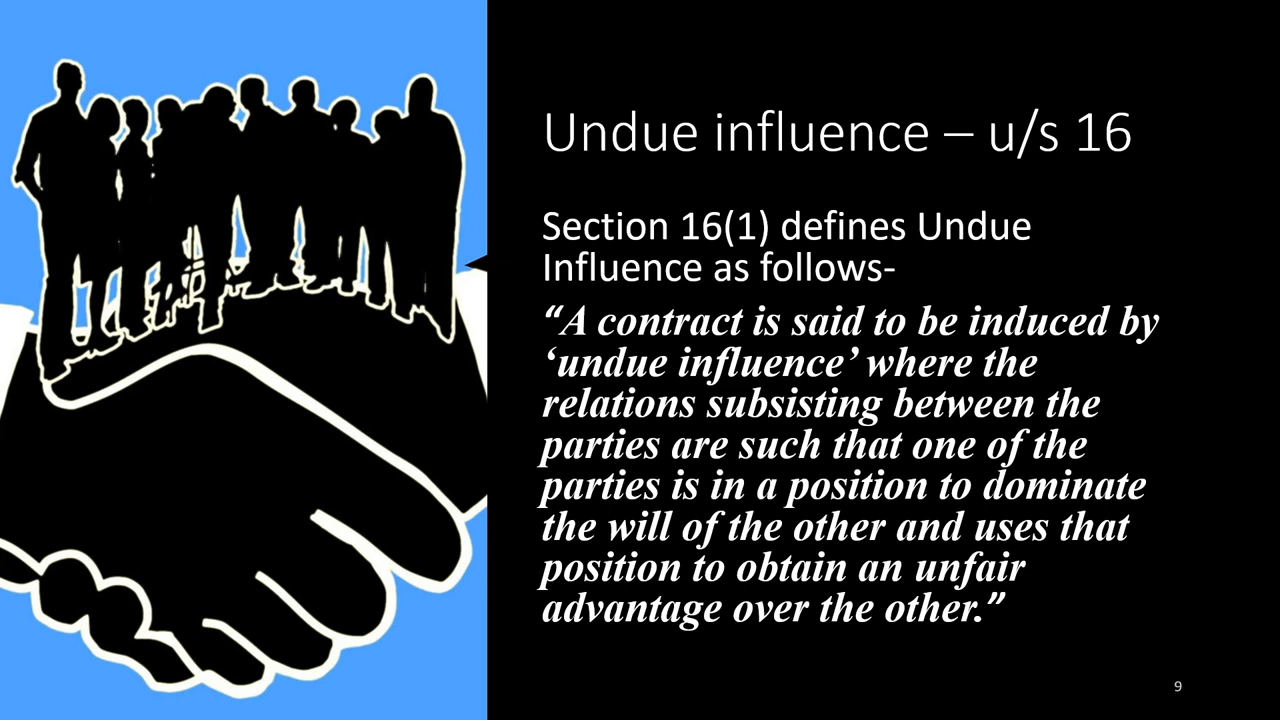 Undue influence – u/s 16
Section 16(1) defines Undue
Influence as follows-
“A contract is said to be induced by
‘undue influence’ where the
relations subsisting between the
parties are such that one of the
parties is in a position to dominate
the will of the other and uses that
position to obtain an unfair
advantage over the other.”
9